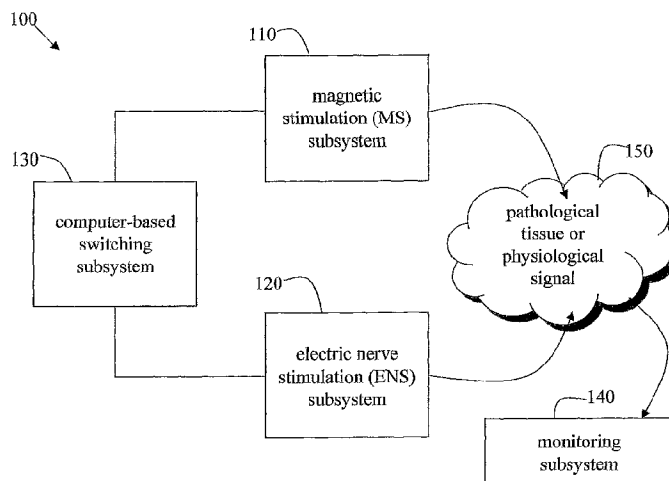 100
110
magnetic
stimulation (MS)
subsystem
130
computer-based
switching
subsystem
150
pathological
tissue or
physiological
signal
120
electric nerve
stimulation (ENS)
subsystem
140
monitoring
subsystem